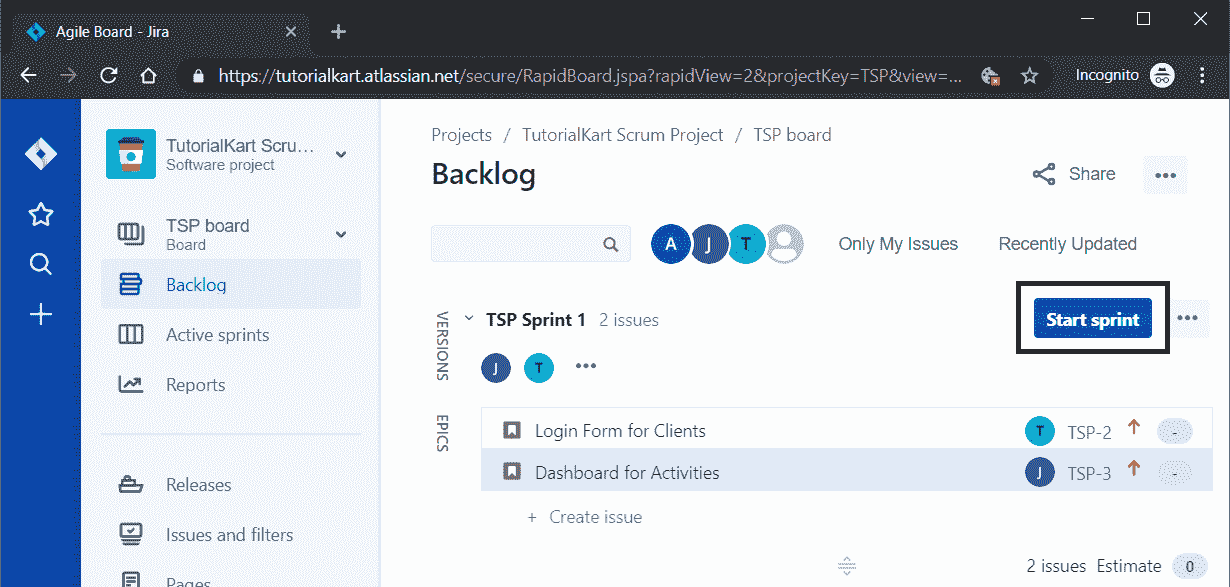 Agile Board - Jira
https://tutorialkart.atlassian.net/secure/RapidBoard.jspa?rapidView=2&projectKey=TSP&view=...
Incognito
TutorialKart Scru...
Software project
TSP board
Board
Backlog
Active sprints
Reports
Releases
Issues and filters
Pages
Projects / TutorialKart Scrum Project / TSP board
Backlog
Share
A J T
Only My Issues
Recently Updated
VERSIONS
EPICS
TSP Sprint 1 2 issues
Start sprint
J T
Login Form for Clients T TSP-2 -
Dashboard for Activities J TSP-3 -
+ Create issue
2 issues Estimate 0